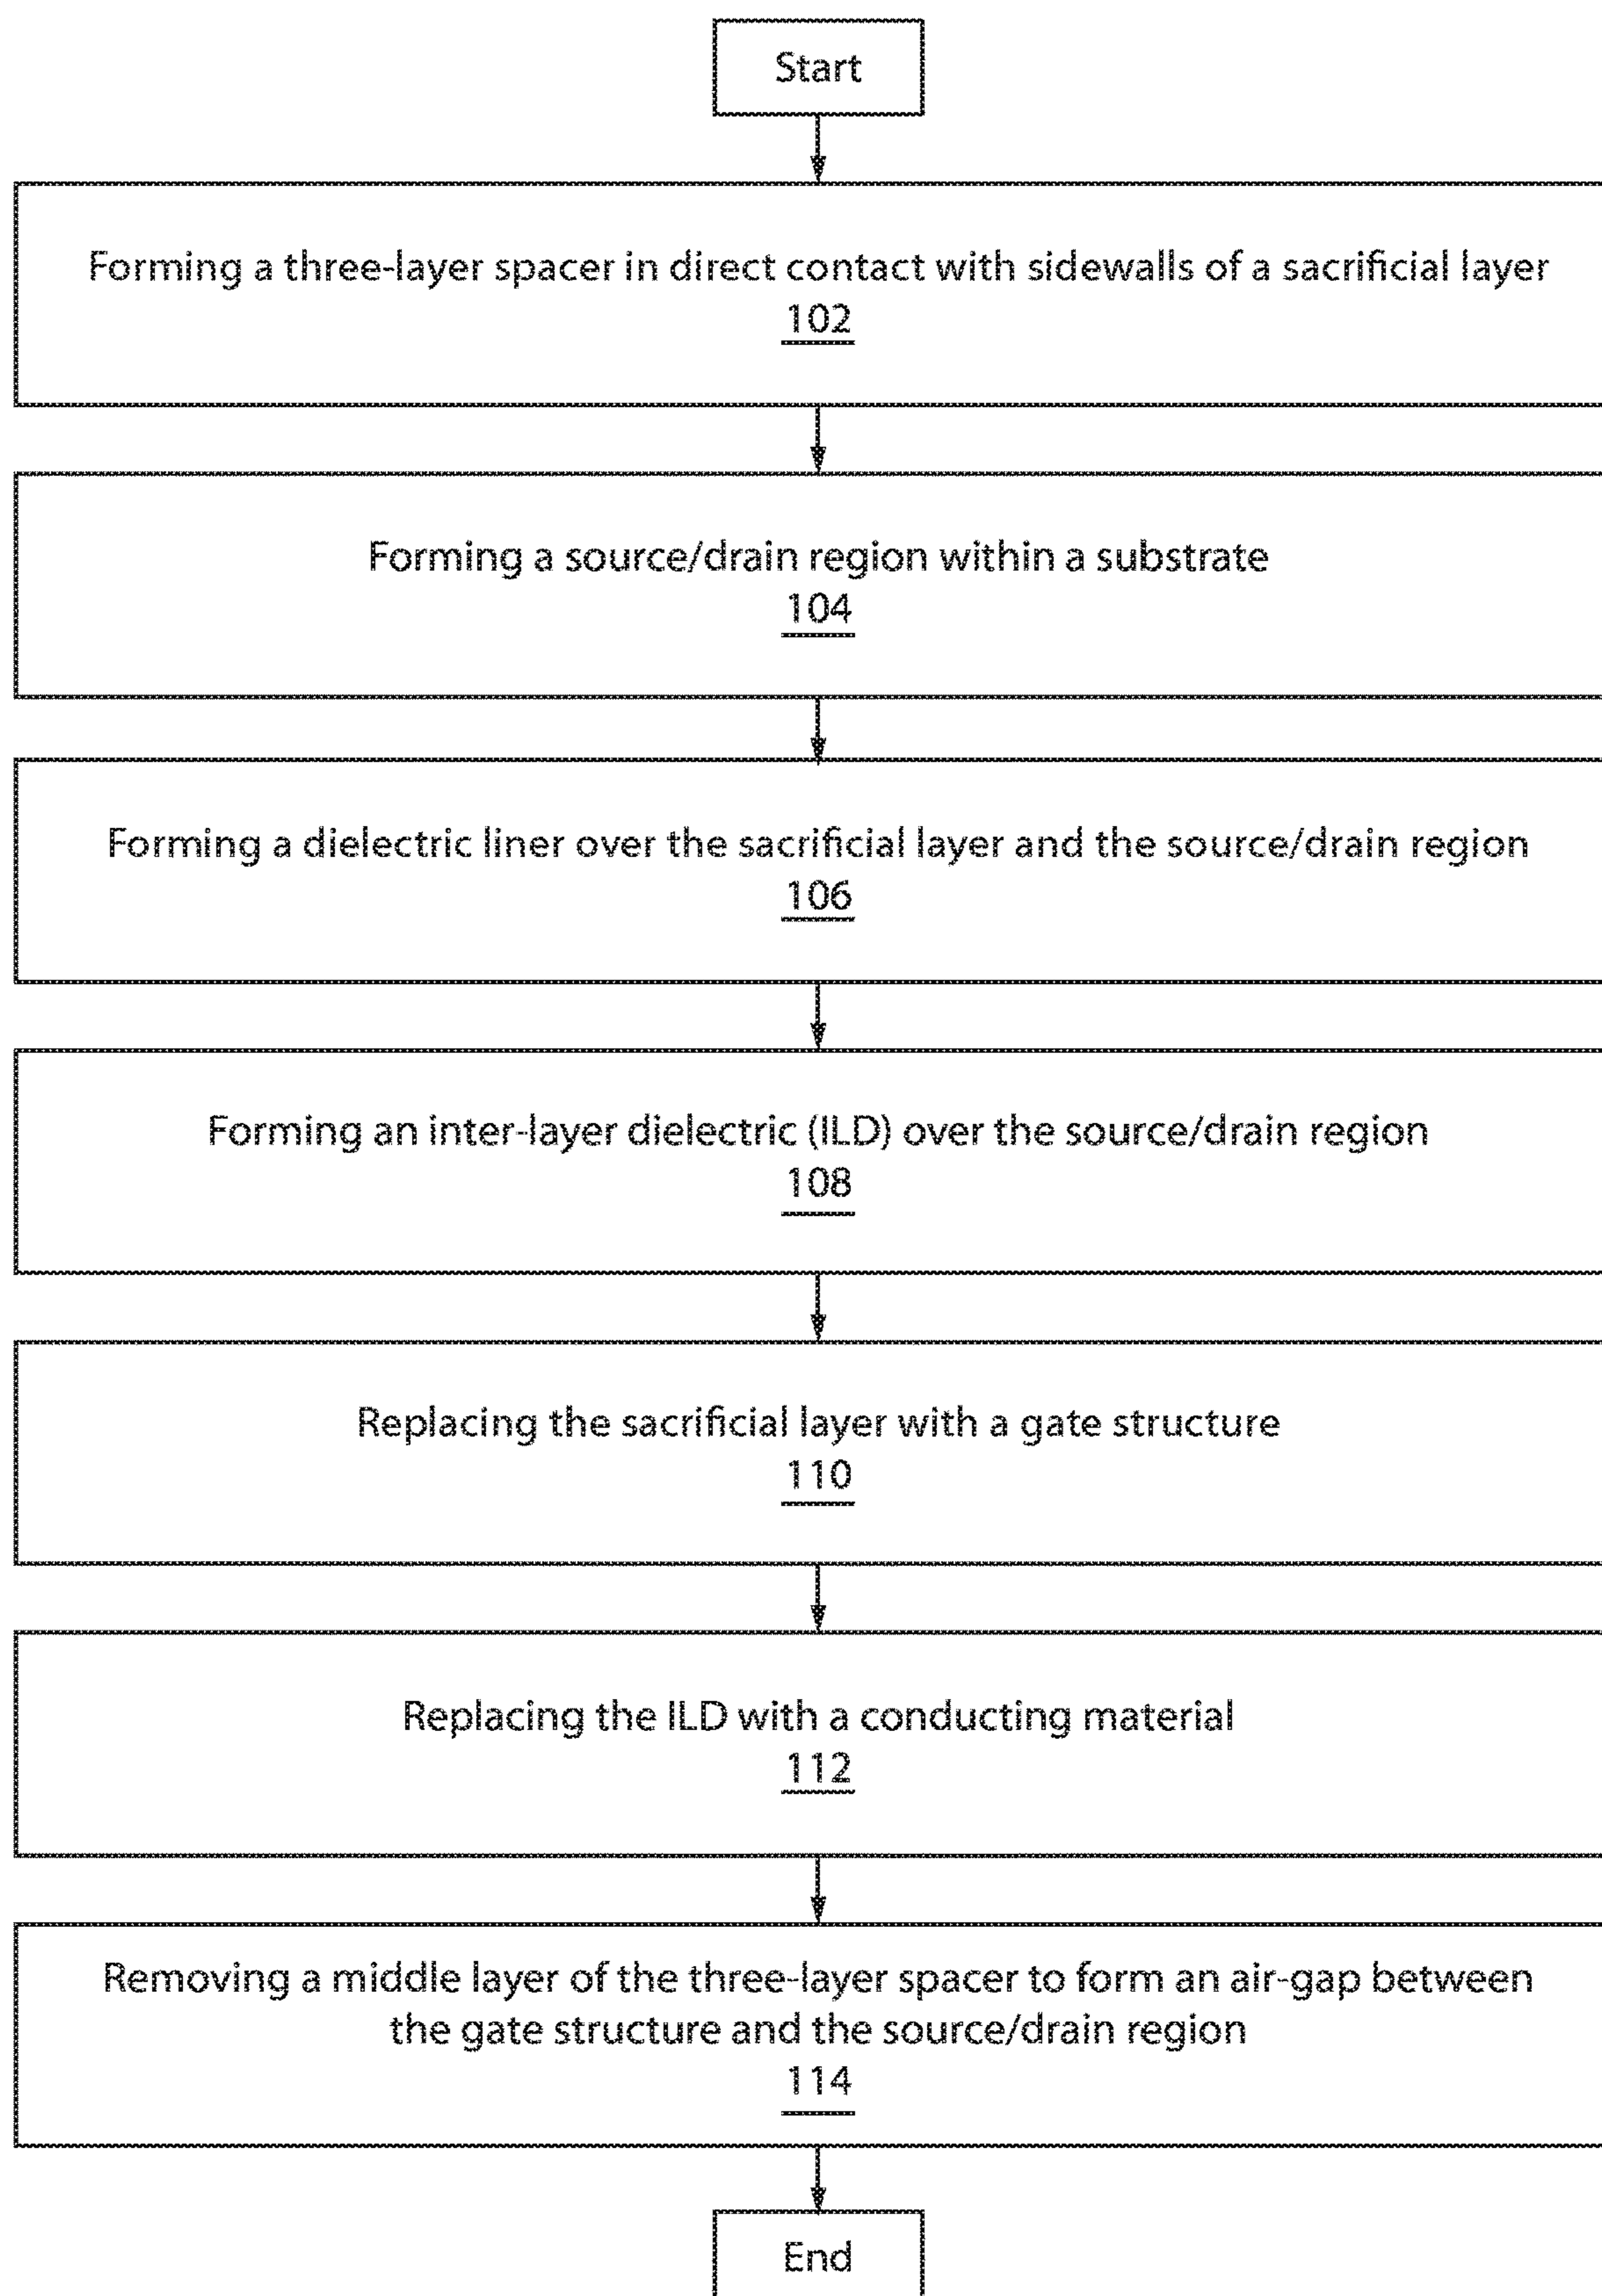 Start
Forming a three-layer spacer in direct contact with sidewalls of a sacrificial layer
102
Forming a source/drain region within a substrate
104
Forming a dielectric liner over the sacrificial layer and the source/drain region
106
Forming an inter-layer dielectric (ILD) over the source/drain region
108
Replacing the sacrificial layer with a gate structure
110
Replacing the ILD with a conducting material
112
Removing a middle layer of the three-layer spacer to form an air-gap between
the gate structure and the source/drain region
114
End